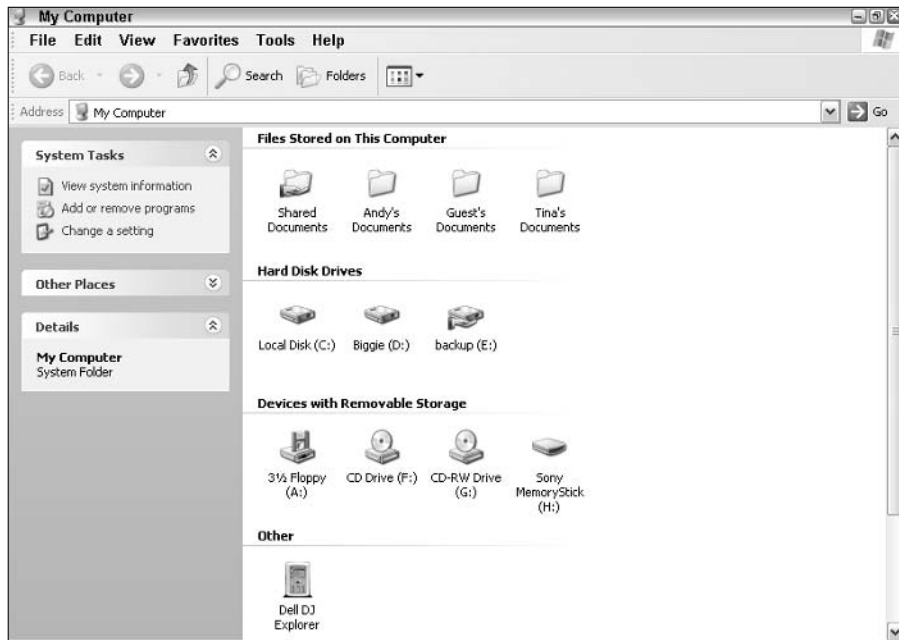 My Computer
File Edit View Favorites Tools Help
Back Search Folders
Address My Computer Go
System Tasks
View system information
Add or remove programs
Change a setting
Other Places
Details
My Computer
System Folder
Files Stored on This Computer
Shared Documents
Andy's Documents
Guest's Documents
Tina's Documents
Hard Disk Drives
Local Disk (C:) Biggie (D:) backup (E:)
Devices with Removable Storage
3½ Floppy (A:)
CD Drive (F:)
CD-RW Drive (G:)
Sony MemoryStick (H:)
Other
Dell DJ Explorer